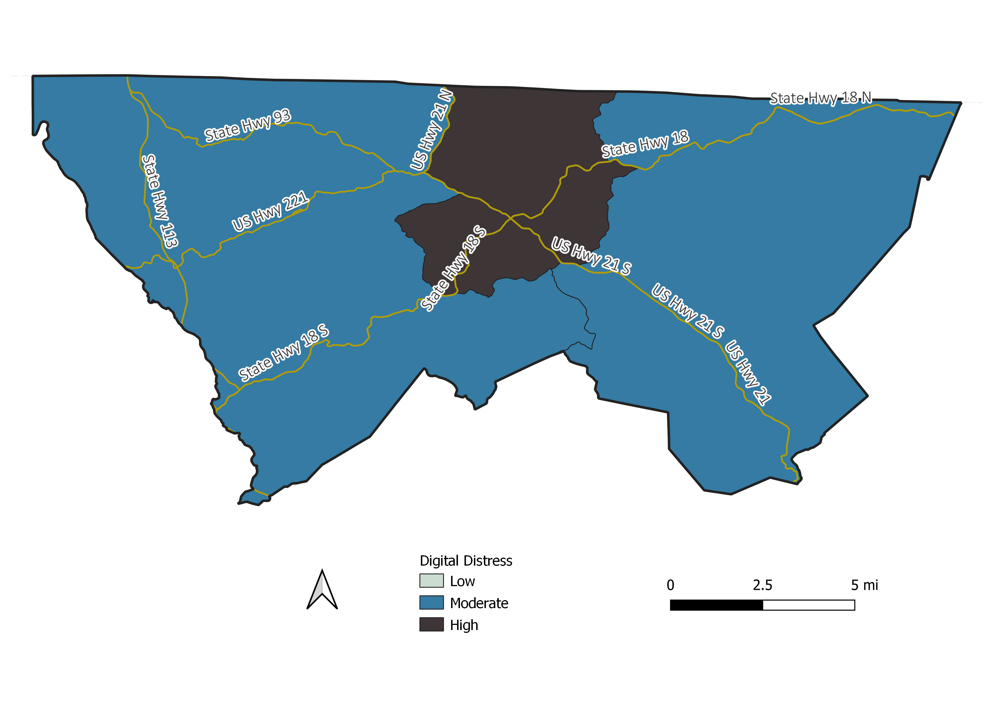 State Hwy 18 N
US Hwy 21 N
State Hwy 93
State Hwy 18
State Hwy 113
US Hwy 221
State Hwy 18 S
US Hwy 21 S
US Hwy 21 S
State Hwy 18 S
US Hwy 21
Digital Distress
Low
Moderate
High
0 2.5 5 mi